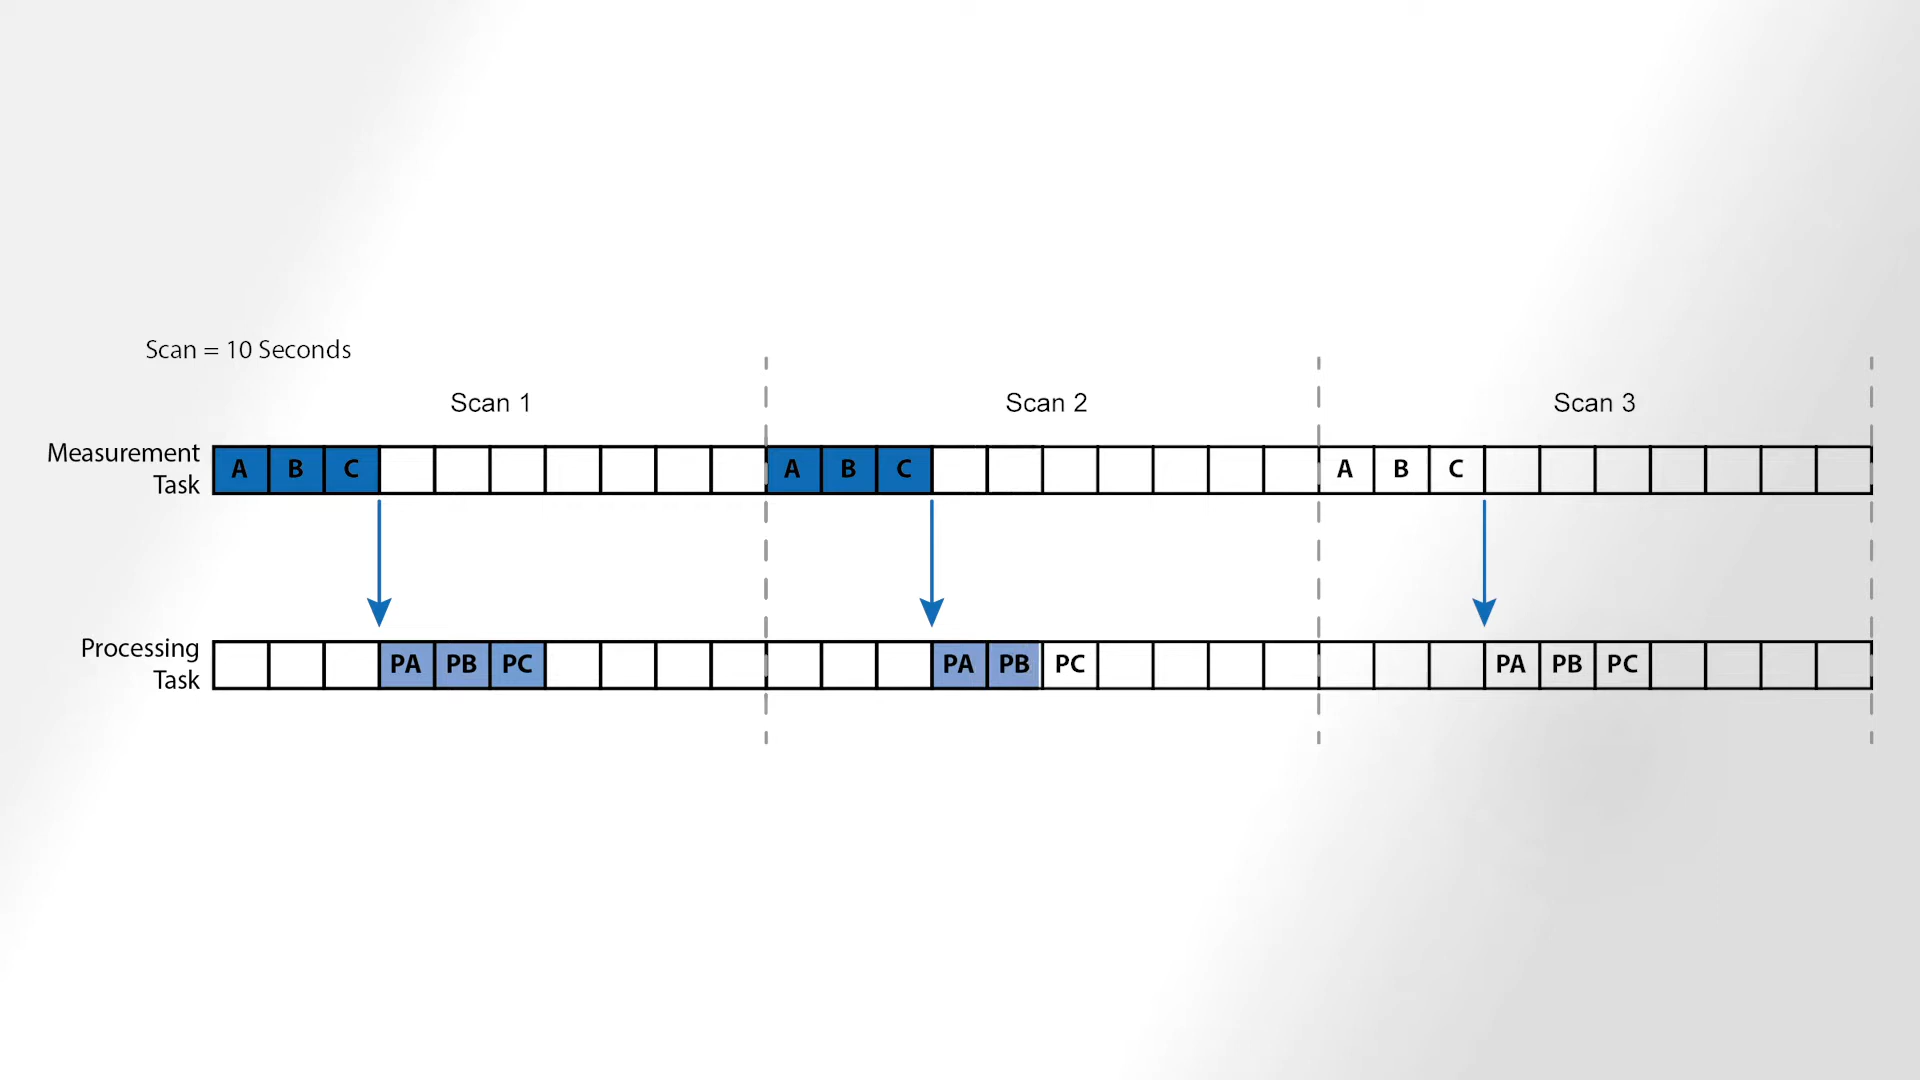 Scan = 10 Seconds
Scan 1 Scan 2 Scan 3
Measurement
Task
A B C A B C A B C
Processing
Task
PA PB PC PA PB PC PA PB PC